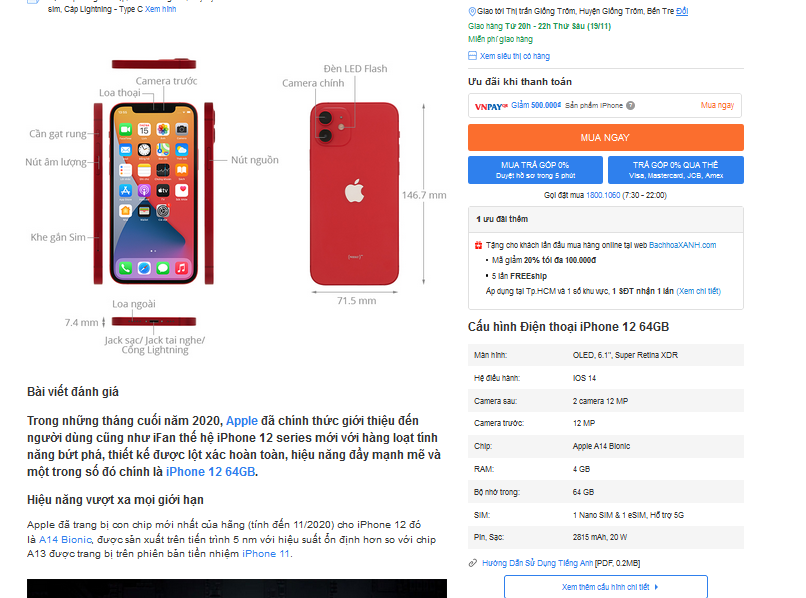 sim, Cáp Lightning - Type C Xem hình
Đèn LED Flash
Camera trước
Camera chính
Loa thoại
Cần gạt rung
Nút âm lượng
Nút nguồn
146.7 mm
Khe gắn Sim
71.5 mm
Loa ngoài
7.4 mm
Jack sạc/ Jack tai nghe/
Cổng Lightning
Bài viết đánh giá
Trong những tháng cuối năm 2020, Apple đã chính thức giới thiệu đến
người dùng cũng như iFan thế hệ iPhone 12 series mới với hàng loạt tính
năng bứt phá, thiết kế được lột xác hoàn toàn, hiệu năng đầy mạnh mẽ và
một trong số đó chính là iPhone 12 64GB.
Hiệu năng vượt xa mọi giới hạn
Apple đã trang bị con chip mới nhất của hãng (tính đến 11/2020) cho iPhone 12 đó
là A14 Bionic, được sản xuất trên tiến trình 5 nm với hiệu suất ổn định hơn so với chip
A13 được trang bị trên phiên bản tiền nhiệm iPhone 11.
Giao tới Thị trấn Giồng Trôm, Huyện Giồng Trôm, Bến Tre Đổi
Giao hàng Từ 20h - 22h Thứ Sáu (19/11)
Miễn phí giao hàng
Xem siêu thị có hàng
Ưu đãi khi thanh toán
VNPAY Giảm 500.000₫ Sản phẩm iPhone ? Mua ngay
MUA NGAY
MUA TRẢ GÓP 0%
Duyệt hồ sơ trong 5 phút
TRẢ GÓP 0% QUA THẺ
Visa, Mastercard, JCB, Amex
Gọi đặt mua 1800.1060 (7:30 - 22:00)
1 ưu đãi thêm
Tặng cho khách lần đầu mua hàng online tại web BachhoaXANH.com
• Mã giảm 20% tối đa 100.000đ
• 5 lần FREEship
Áp dụng tại Tp.HCM và 1 số khu vực, 1 SĐT nhận 1 lần (Xem chi tiết)
Cấu hình Điện thoại iPhone 12 64GB
Màn hình: OLED, 6.1", Super Retina XDR
Hệ điều hành: iOS 14
Camera sau: 2 camera 12 MP
Camera trước: 12 MP
Chip: Apple A14 Bionic
RAM: 4 GB
Bộ nhớ trong: 64 GB
SIM: 1 Nano SIM & 1 eSIM, Hỗ trợ 5G
Pin, Sạc: 2815 mAh, 20 W
Hướng Dẫn Sử Dụng Tiếng Anh [PDF, 0.2MB]
Xem thêm cấu hình chi tiết